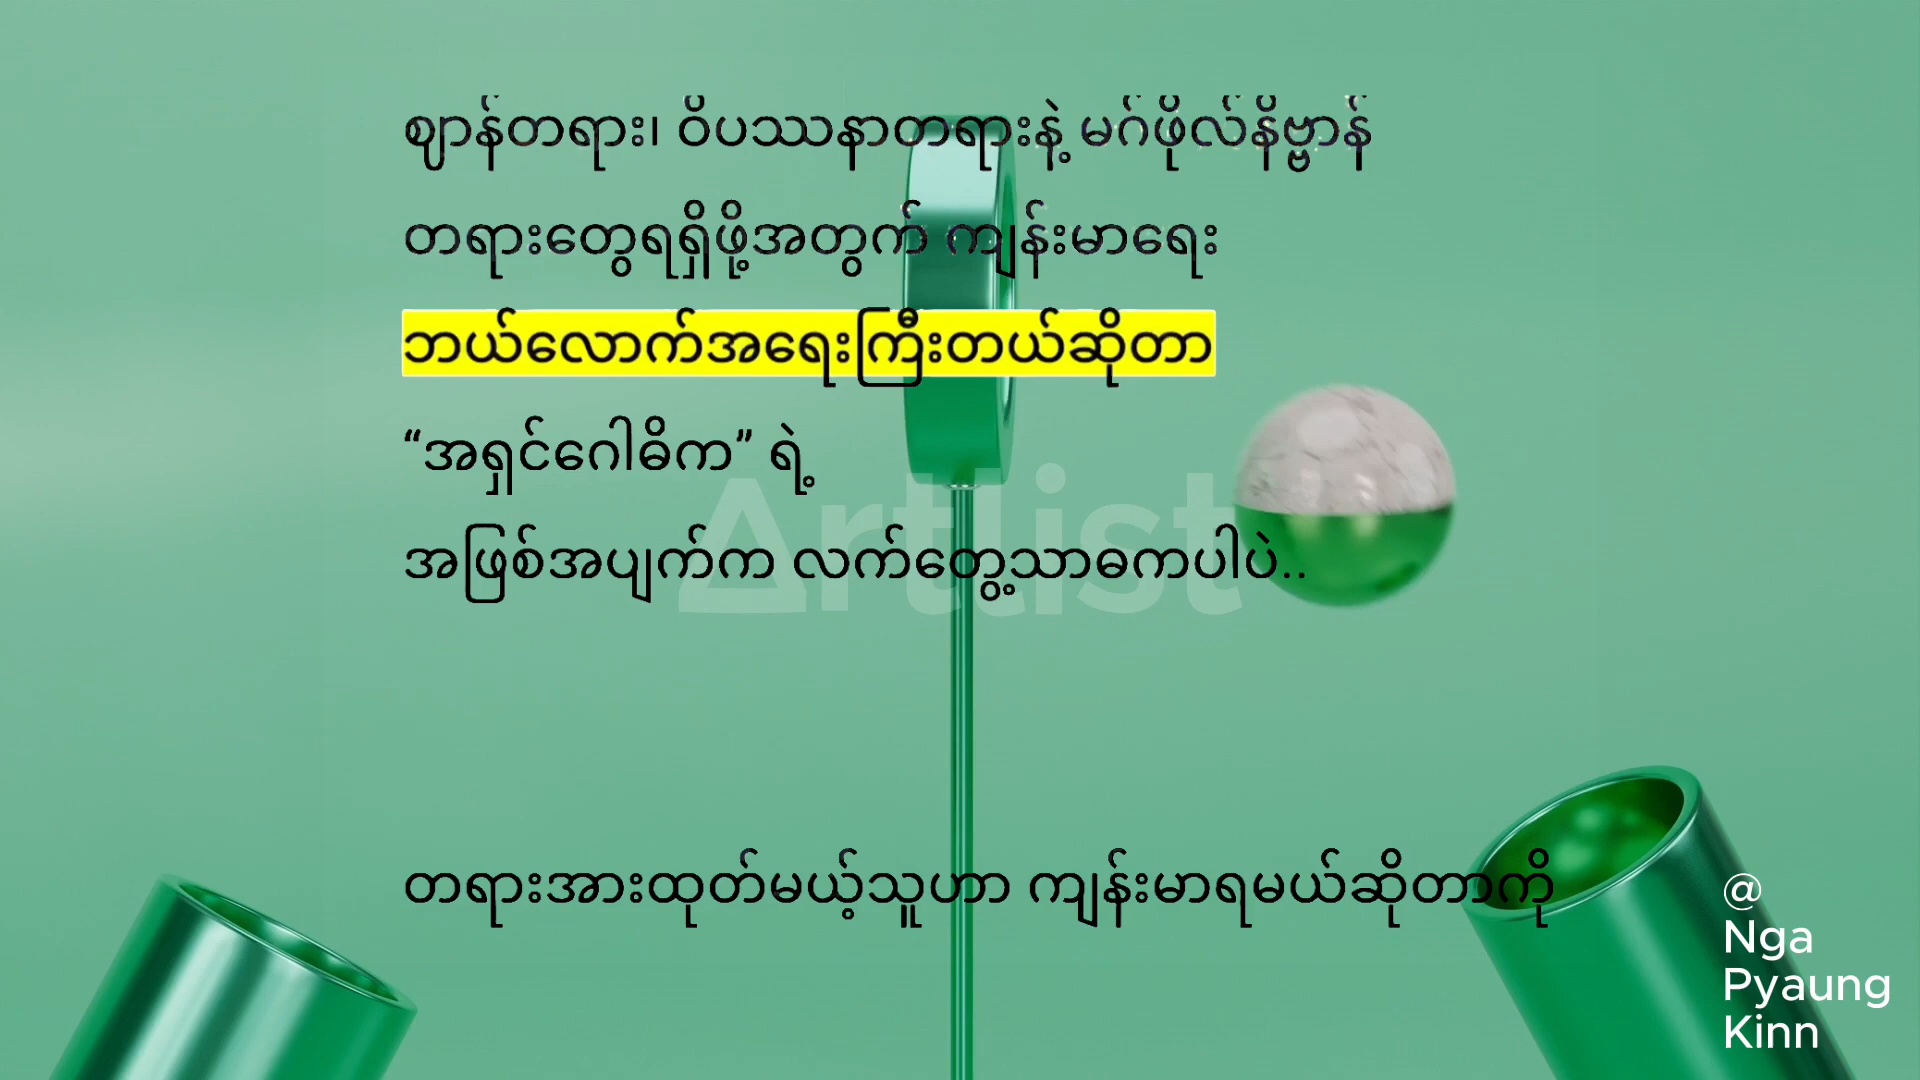 ဈာန်တရား၊ ဝိပဿနာတရားနဲ့ မဂ်ဖိုလ်နိဗ္ဗာန်
တရားတွေရရှိဖို့အတွက် ကျန်းမာရေး
ဘယ်လောက်အရေးကြီးတယ်ဆိုတာ
“အရှင်ဂေါဓိက” ရဲ့
အဖြစ်အပျက်က လက်တွေ့သာဓကပါပဲ..
တရားအားထုတ်မယ့်သူဟာ ကျန်းမာရမယ်ဆိုတာကို
Artlist
@
Nga
Pyaung
Kinn